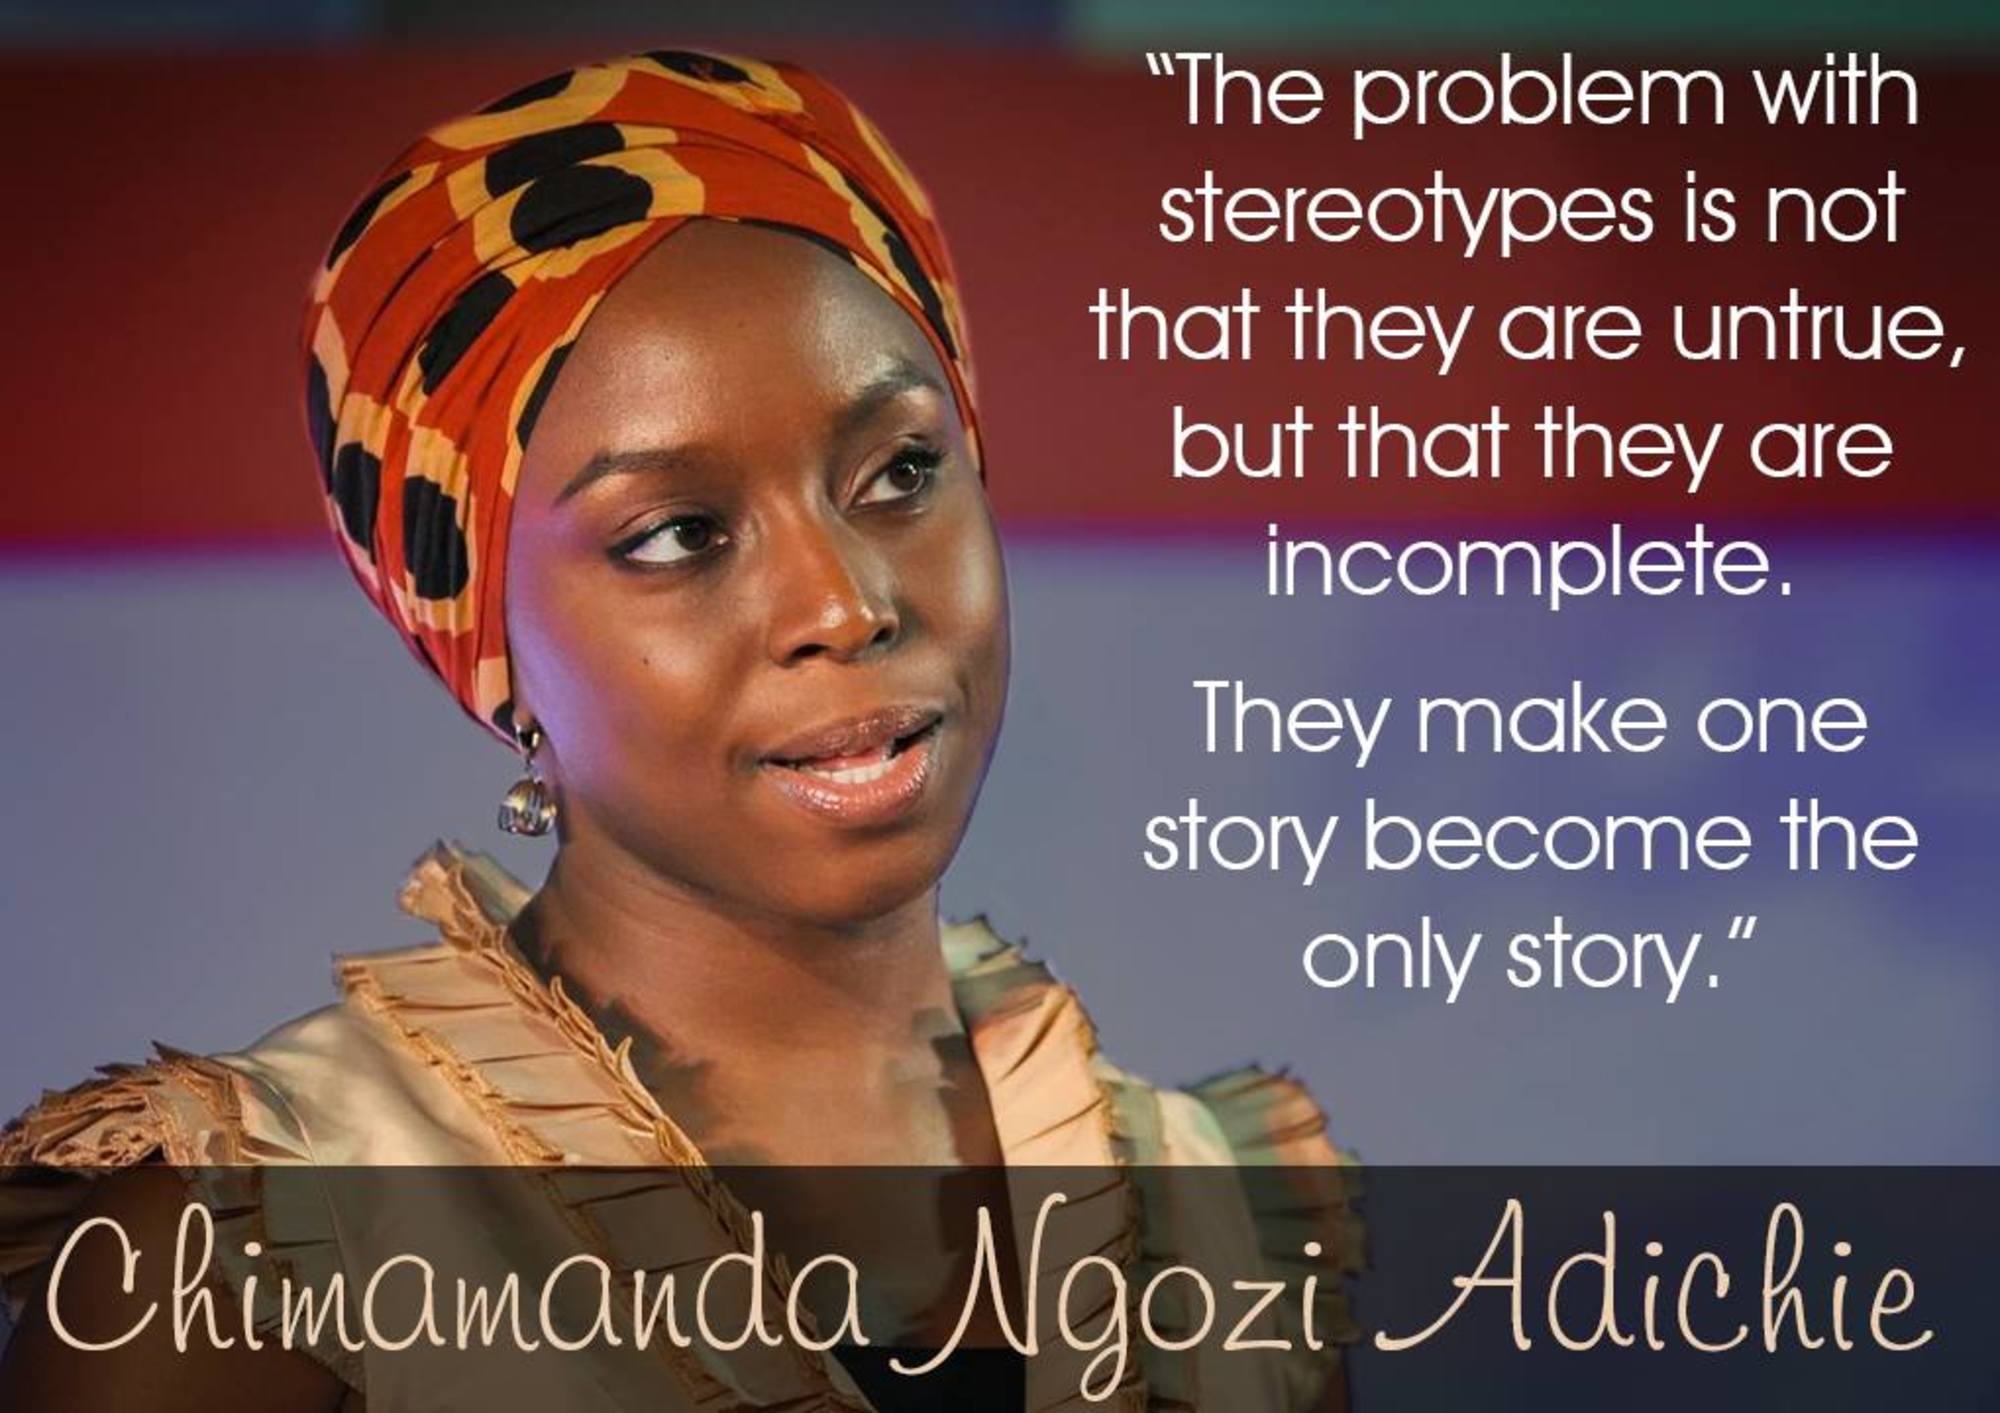 “The problem with
stereotypes is not
that they are untrue,
but that they are
incomplete.
They make one
story become the
only story.”
Chimamanda Ngozi Adichie